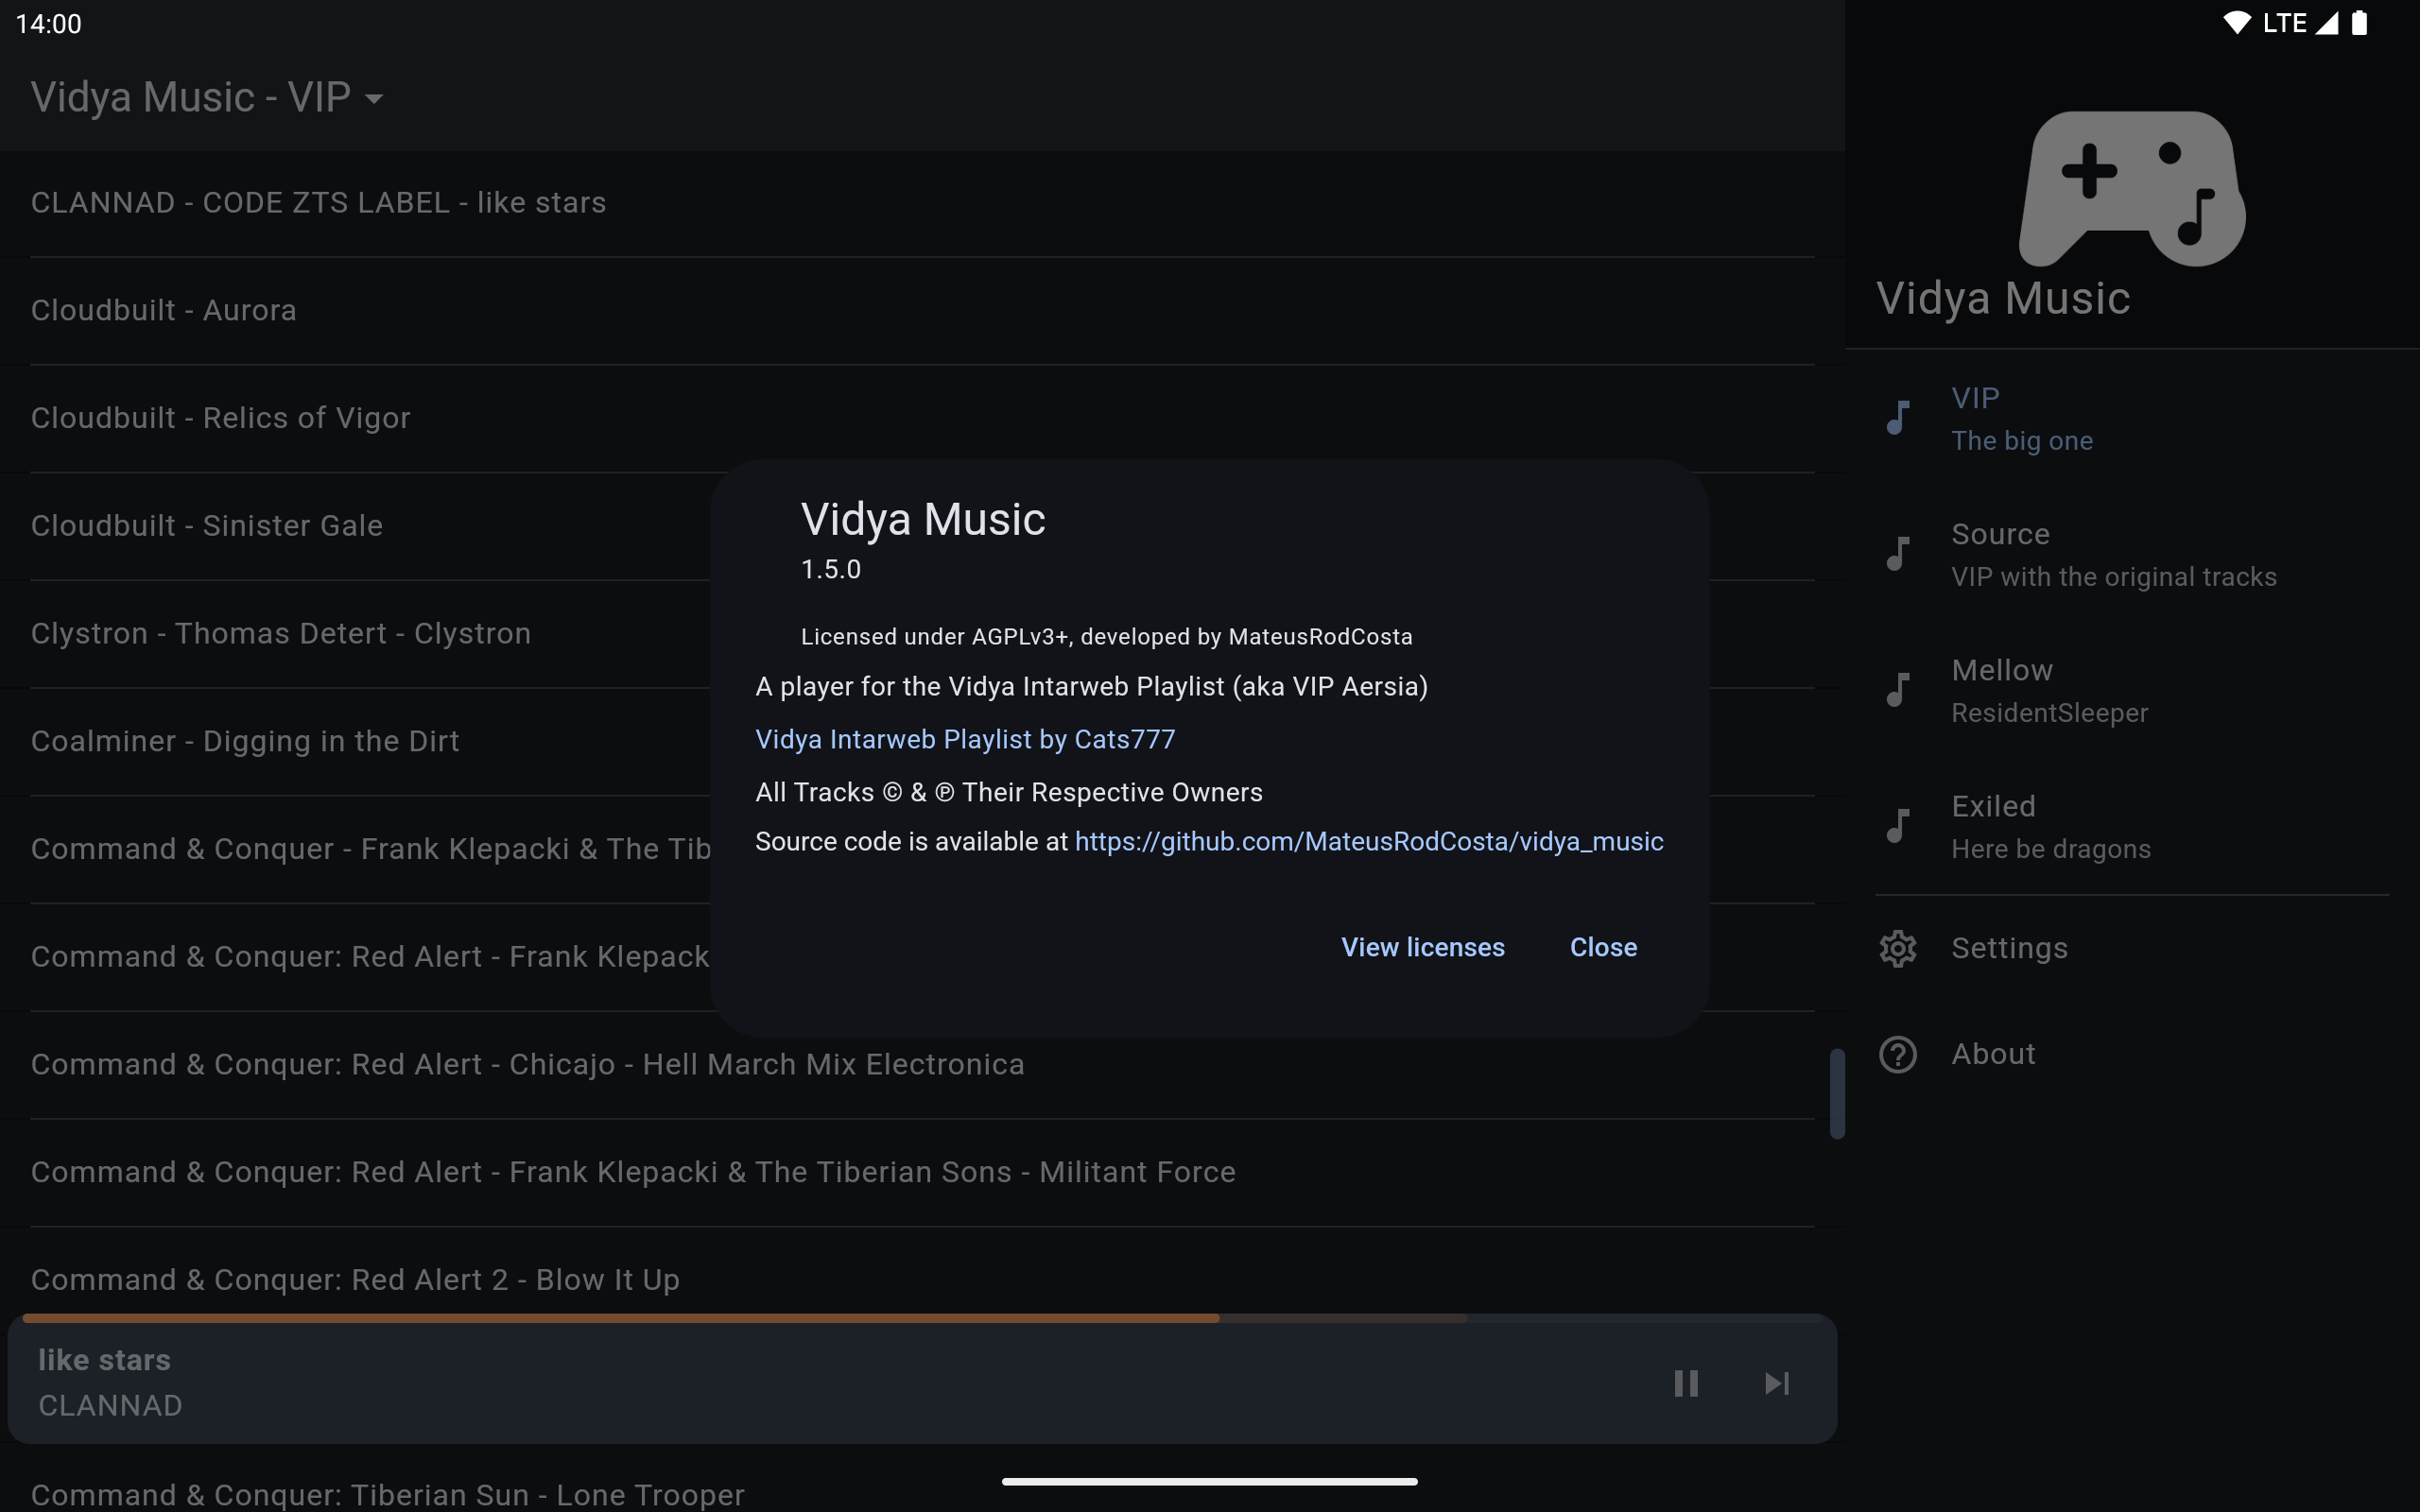 14:00
LTE
Vidya Music - VIP
CLANNAD - CODE ZTS LABEL - like stars
Cloudbuilt - Aurora
Cloudbuilt - Relics of Vigor
Cloudbuilt - Sinister Gale
Clystron - Thomas Detert - Clystron
Coalminer - Digging in the Dirt
Command & Conquer - Frank Klepacki & The Tib
Command & Conquer: Red Alert - Frank Klepack
Command & Conquer: Red Alert - Chicajo - Hell March Mix Electronica
Command & Conquer: Red Alert - Frank Klepacki & The Tiberian Sons - Militant Force
Command & Conquer: Red Alert 2 - Blow It Up
like stars
CLANNAD
Command & Conquer: Tiberian Sun - Lone Trooper
Vidya Music
1.5.0
Licensed under AGPLv3+, developed by MateusRodCosta
A player for the Vidya Intarweb Playlist (aka VIP Aersia)
Vidya Intarweb Playlist by Cats777
All Tracks © & ℗ Their Respective Owners
Source code is available at https://github.com/MateusRodCosta/vidya_music
View licenses
Close
Vidya Music
VIP
The big one
Source
VIP with the original tracks
Mellow
ResidentSleeper
Exiled
Here be dragons
Settings
About